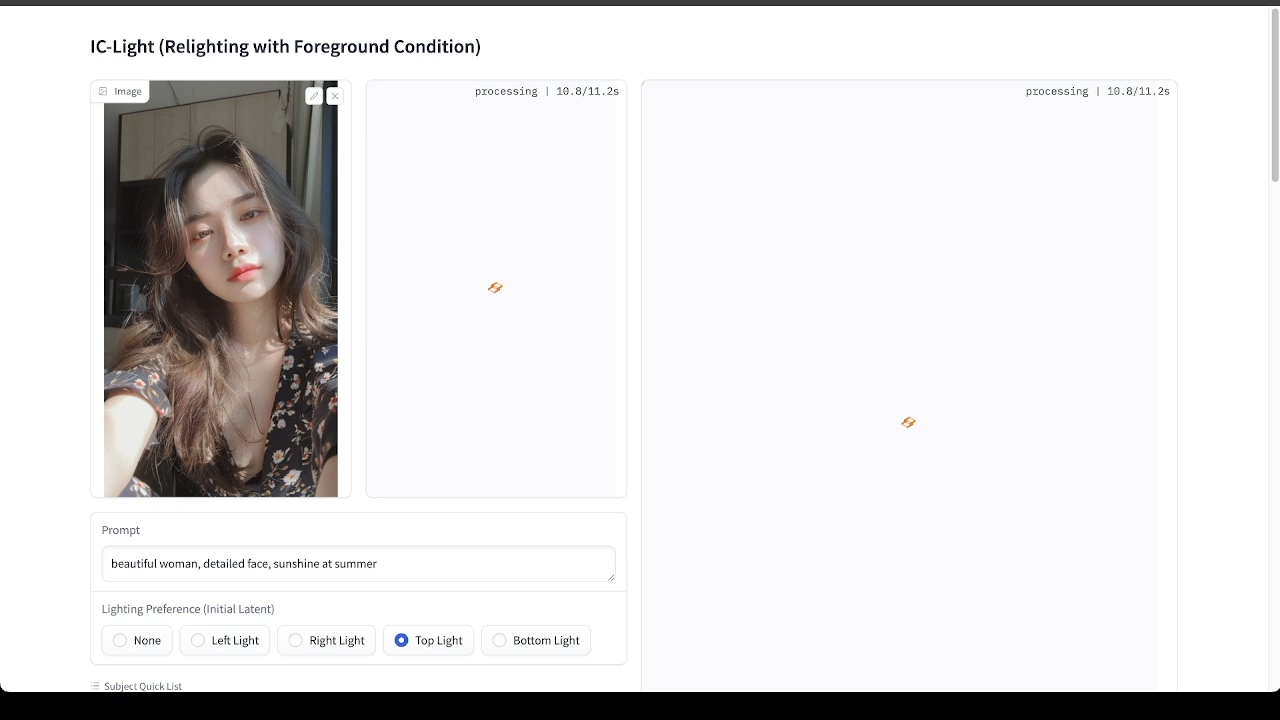 IC-Light (Relighting with Foreground Condition)
Image
processing | 10.8/11.2s
processing | 10.8/11.2s
Prompt
beautiful woman, detailed face, sunshine at summer
Lighting Preference (Initial Latent)
None
Left Light
Right Light
Top Light
Bottom Light
Subject Quick List